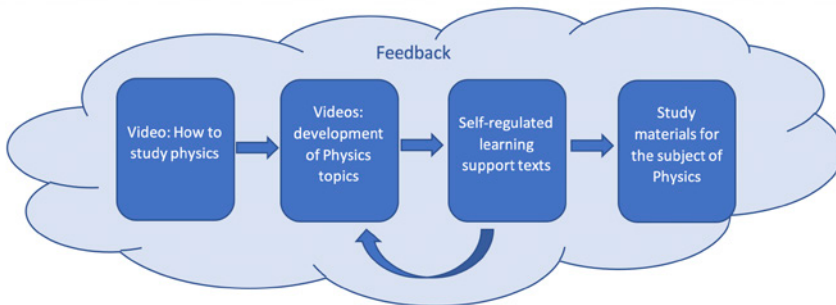 Feedback
Video: How to
study physics
Videos:
development
of Physics
topics
Self-regulated
learning
support texts
Study
materials for
the subject of
Physics